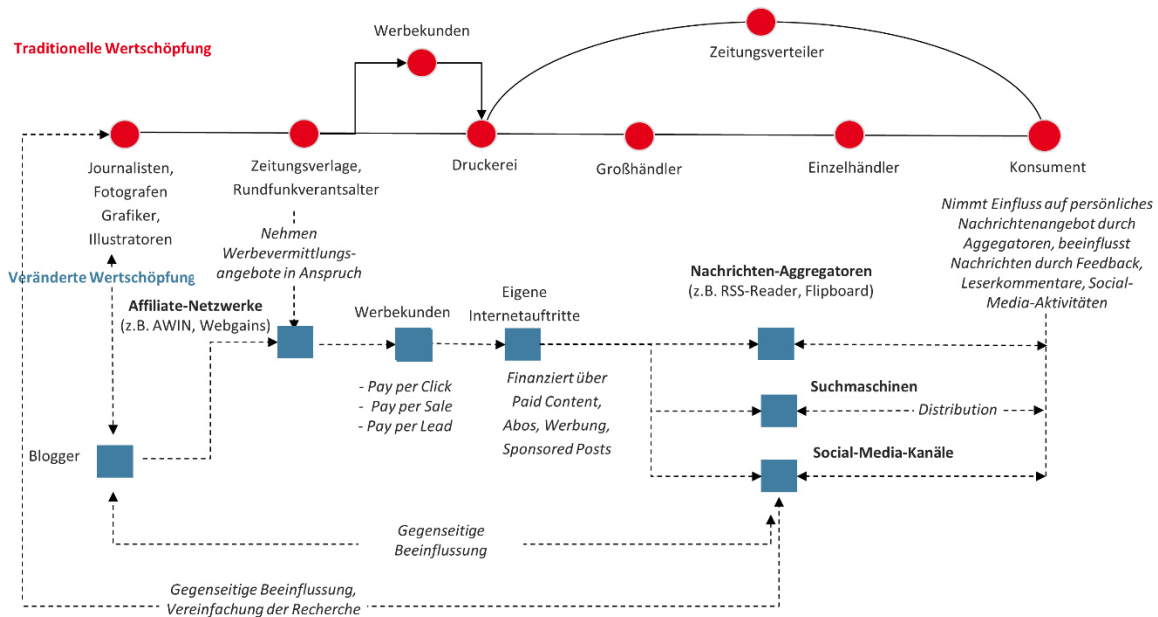 Werbekunden
Zeitungsverteiler
Traditionelle Wertschöpfung
Journalisten,
Fotografen
Grafiker,
Illustratoren
Zeitungsverlage,
Rundfunkverantsalter
Druckerei
Großhändler
Einzelhändler
Konsument
Nimmt Einfluss auf persönliches
Nachrichtenangebot durch
Aggegatoren, beeinflusst
Nachrichten durch Feedback,
Leserkommentare, Social-
Media-Aktivitäten
Nehmen
Werbevermittlungs-
angebote in Anspruch
Veränderte Wertschöpfung
Affiliate-Netzwerke
(z.B. AWIN, Webgains)
Werbekunden
Eigene
Internetauftritte
Nachrichten-Aggregatoren
(z.B. RSS-Reader, Flipboard)
- Pay per Click
- Pay per Sale
- Pay per Lead
Finanziert über
Paid Content,
Abos, Werbung,
Sponsored Posts
Suchmaschinen
Distribution
Social-Media-Kanäle
Blogger
Gegenseitige
Beeinflussung
Gegenseitige Beeinflussung,
Vereinfachung der Recherche